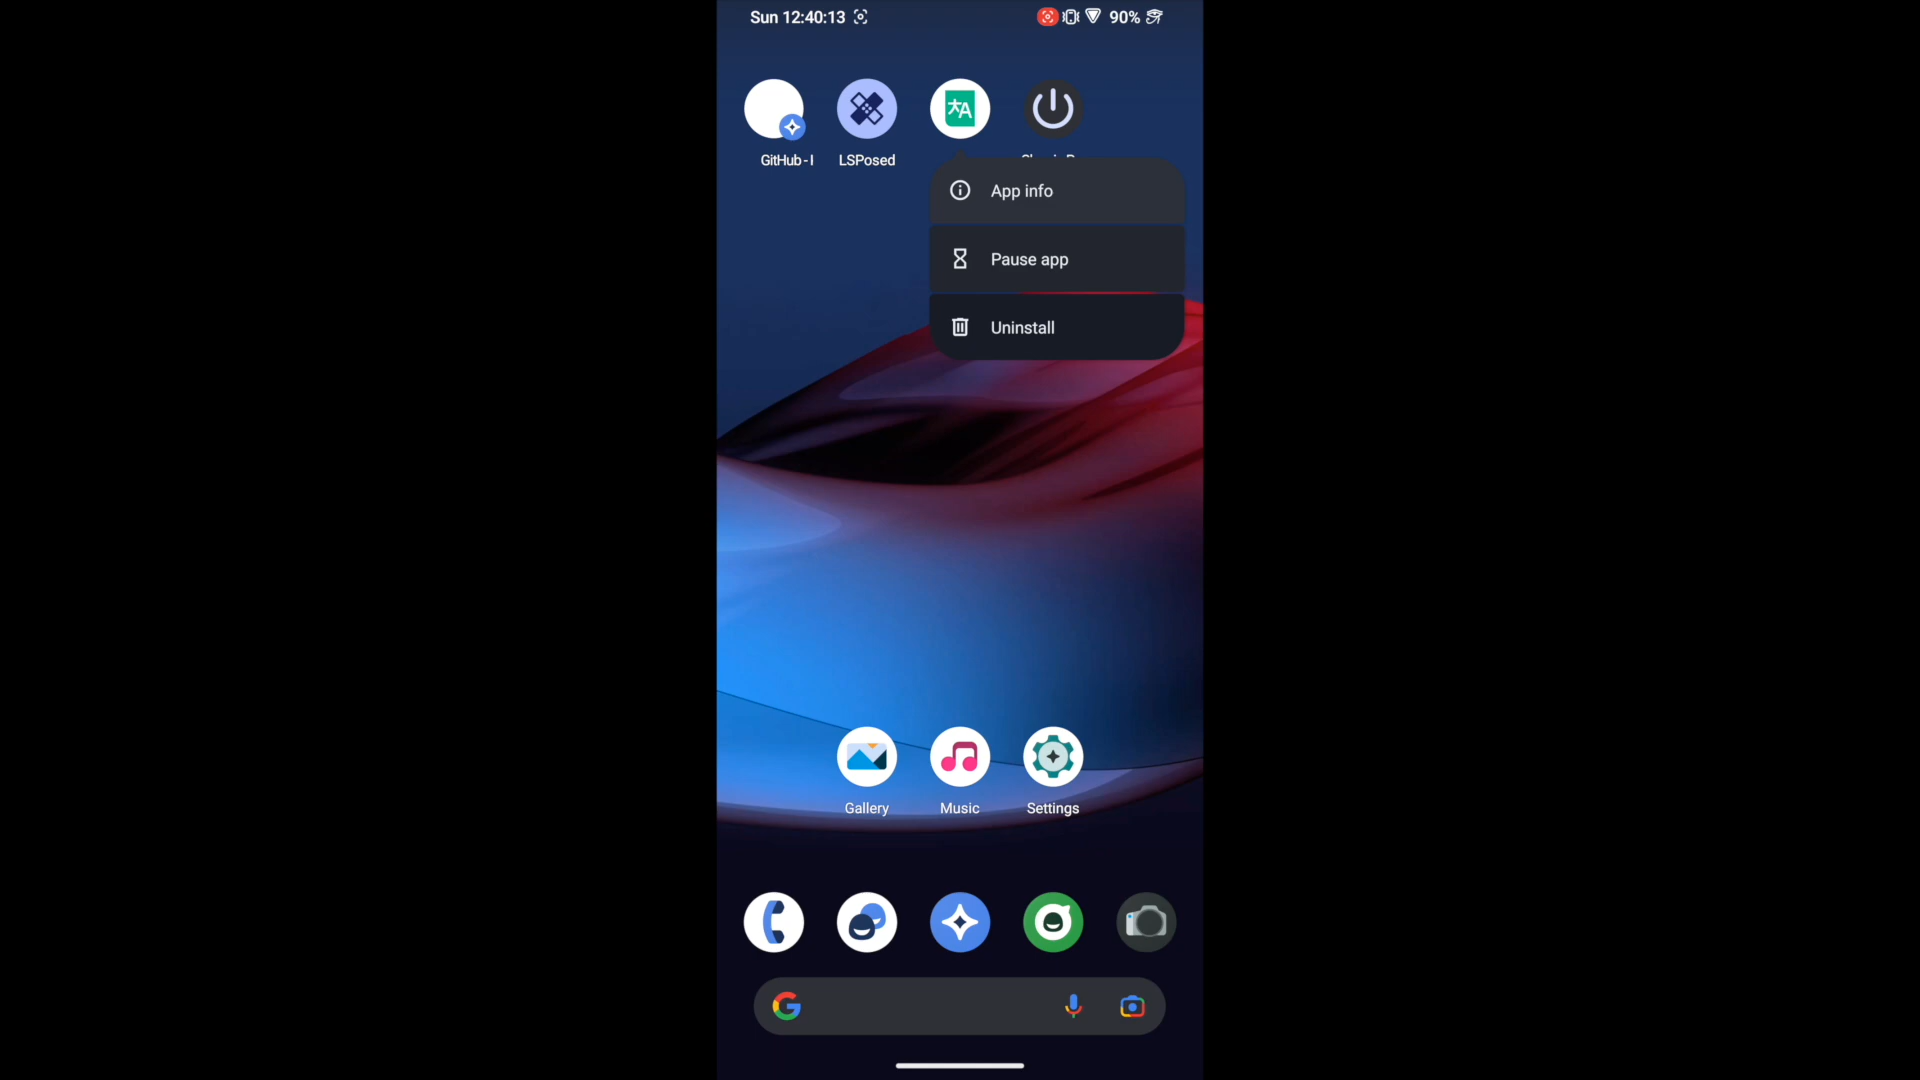 Sun 12:40:13
90%
GitHub - I
LSPosed
App info
Pause app
Uninstall
Gallery
Music
Settings